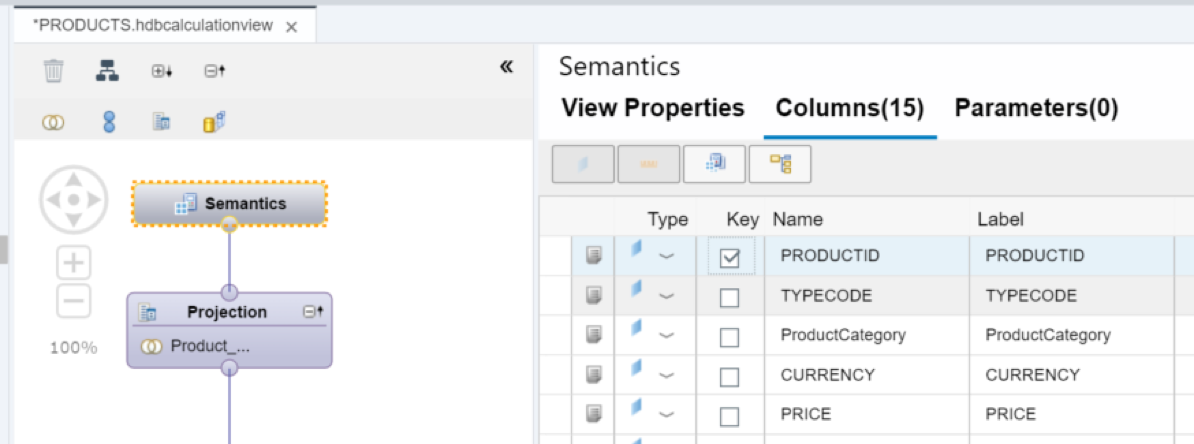 *PRODUCTS.hdbcalculationview
Semantics
View Properties Columns(15) Parameters(0)
Semantics
Type Key Name Label
PRODUCTID PRODUCTID
TYPECODE TYPECODE
ProductCategory ProductCategory
CURRENCY CURRENCY
PRICE PRICE
Projection
Product_...
100%